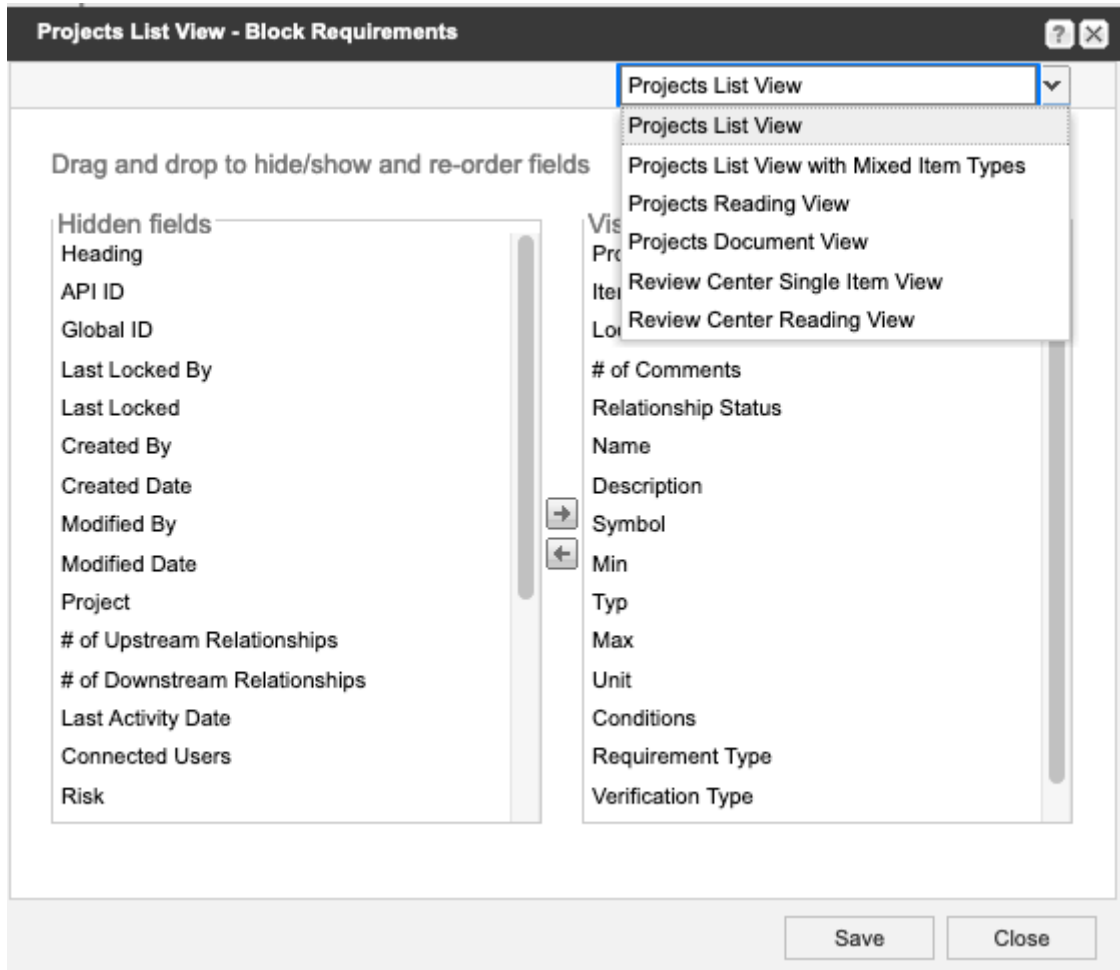 Projects List View - Block Requirements
Projects List View
Projects List View
Projects List View with Mixed Item Types
Projects Reading View
Projects Document View
Review Center Single Item View
Review Center Reading View
Drag and drop to hide/show and re-order fields
Hidden fields
Heading
API ID
Global ID
Last Locked By
Last Locked
Created By
Created Date
Modified By
Modified Date
Project
# of Upstream Relationships
# of Downstream Relationships
Last Activity Date
Connected Users
Risk
# of Comments
Relationship Status
Name
Description
Symbol
Min
Typ
Max
Unit
Conditions
Requirement Type
Verification Type
Save
Close